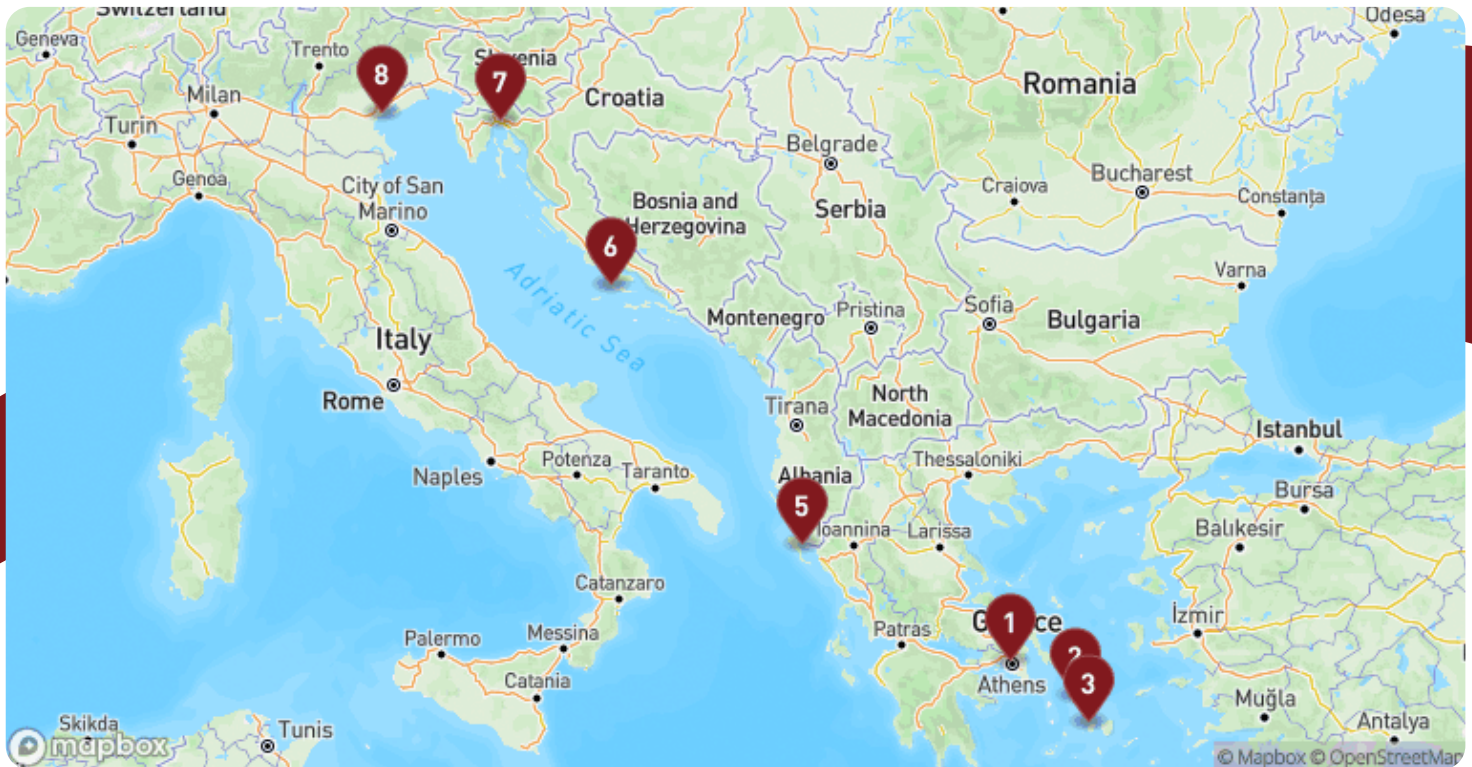 Switzerland
Odesa
Geneva
Trento
Slovenia
8
7
Milan
Croatia
Romania
Turin
Belgrade
Genoa
City of San
Marino
Bosnia and
Herzegovina
Serbia
Craiova
Bucharest
Constanța
6
Adriatic Sea
Varna
Montenegro
Pristina
Sofia
Bulgaria
Italy
Rome
Tirana
North
Macedonia
Istanbul
Naples
Potenza
Taranto
Albania
Thessaloniki
Bursa
5
Ioannina
Larissa
Balıkesir
Catanzaro
1
Greece
İzmir
Palermo
Messina
Patras
2
3
Athens
Catania
Muğla
Skikda
Tunis
Antalya
mapbox
© Mapbox © OpenStreetMap